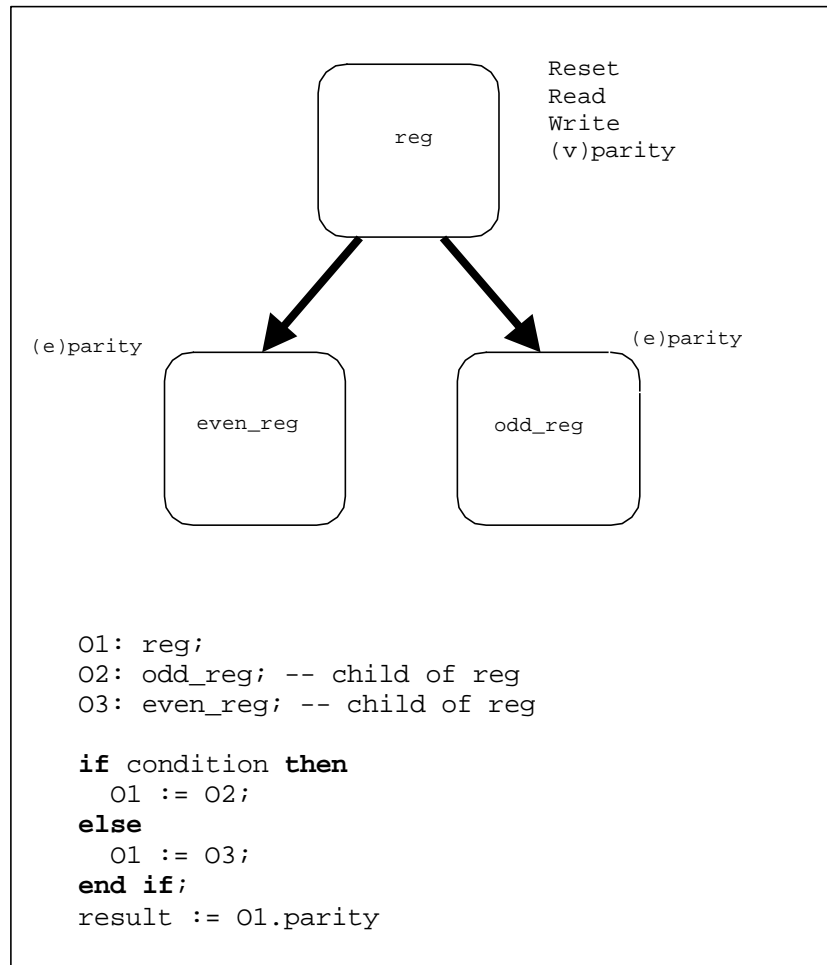 reg
Reset
Read
Write
(v)parity
(e)parity
(e)parity
even_reg
odd_reg
O1: reg;
O2: odd_reg; -- child of reg
O3: even_reg; -- child of reg
if condition then
O1 := O2;
else
O1 := O3;
end if;
result := O1.parity